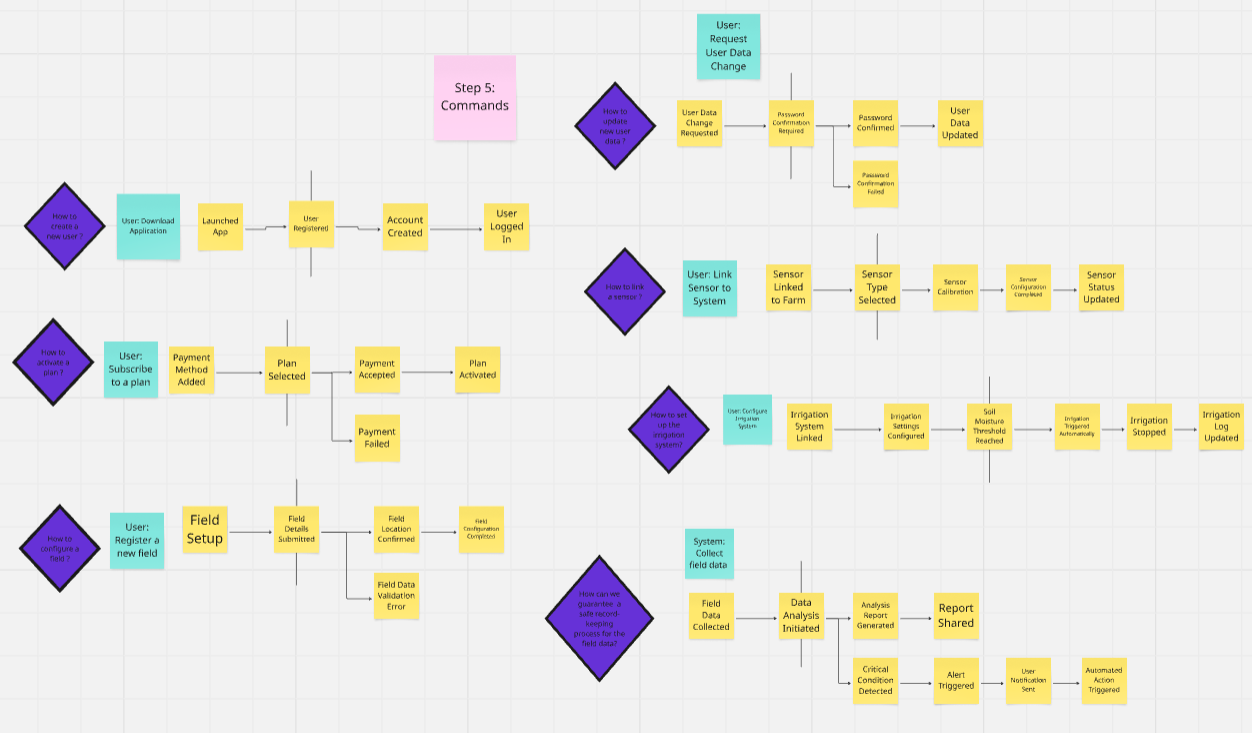 Step 5:
Commands
How to
create a
new user ?
User: Download
Application
Launched
App
User
Registered
Account
Created
User
Logged
In
How to
activate a
plan ?
User:
Subscribe
to a plan
Payment
Method
Added
Plan
Selected
Payment
Accepted
Plan
Activated
Payment
Failed
How to
configure a
field ?
User:
Register a
new field
Field
Setup
Field
Details
Submitted
Field
Location
Confirmed
Field
Configuration
Completed
Field Data
Validation
Error
User:
Request
User Data
Change
How to
update
new user
data ?
User Data
Change
Requested
Password
Confirmation
Required
Password
Confirmed
User
Data
Updated
Password
Confirmation
Failed
How to link
a sensor ?
User: Link
Sensor to
System
Sensor
Linked
to Farm
Sensor
Type
Selected
Sensor
Calibration
Sensor
Configuration
Completed
Sensor
Status
Updated
How to set
up the
irrigation
system?
User: Configure
Irrigation
System
Irrigation
System
Linked
Irrigation
Settings
Configured
Soil
Moisture
Threshold
Reached
Irrigation
Triggered
Automatically
Irrigation
Stopped
Irrigation
Log
Updated
System:
Collect
field data
How can we
guarantee a
safe record-
keeping
process for the
field data?
Field
Data
Collected
Data
Analysis
Initiated
Analysis
Report
Generated
Report
Shared
Critical
Condition
Detected
Alert
Triggered
User
Notification
Sent
Automated
Action
Triggered